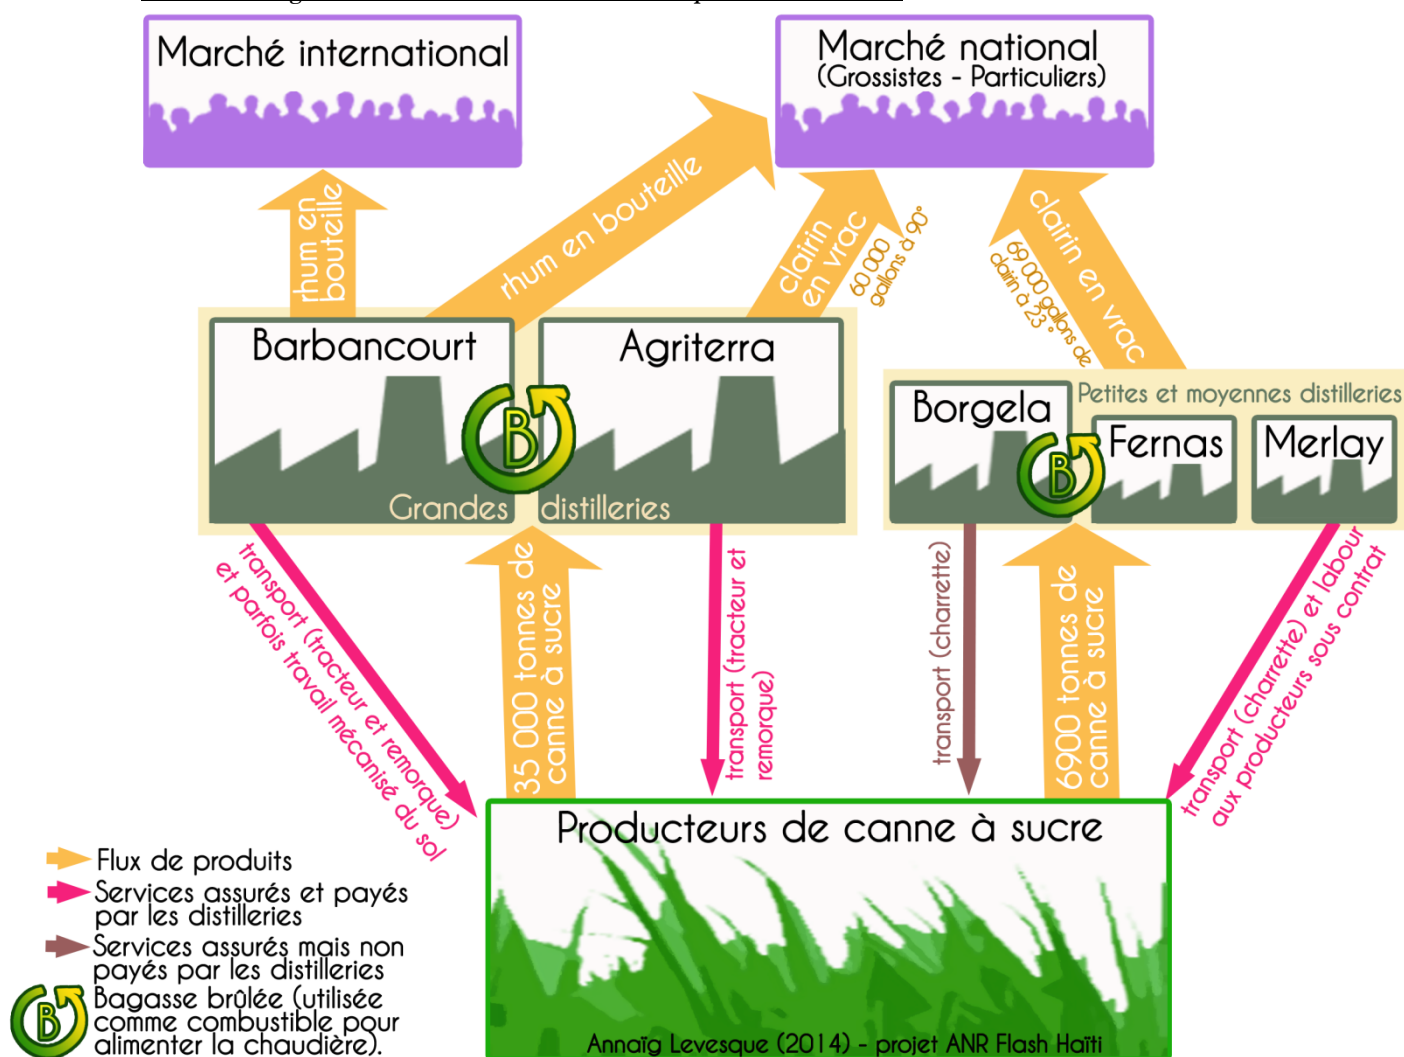 Marché international
Marché national
(Grossistes - Particuliers)
rhum en
bouteille
rhum en bouteille
clairin
en vrac
60 000
gallons à 90°
clairin en vrac
69 000 gallons de
clairin à 23°
Barbancourt
Agriterra
B
Grandes distilleries
Petites et moyennes distilleries
Borgela
Fernas
Merlay
B
transport (tracteur et remorque)
et parfois travail mécanisé du sol
35 000 tonnes de
canne à sucre
transport (tracteur et
remorque)
transport (charrette)
6900 tonnes de
canne à sucre
transport (charrette) et labour
aux producteurs sous contrat
Producteurs de canne à sucre
Flux de produits
Services assurés et payés
par les distilleries
Services assurés mais non
payés par les distilleries
B
Bagasse brûlée (utilisée
comme combustible pour
alimenter la chaudière).
Annaïg Levesque (2014) - projet ANR Flash Haïti